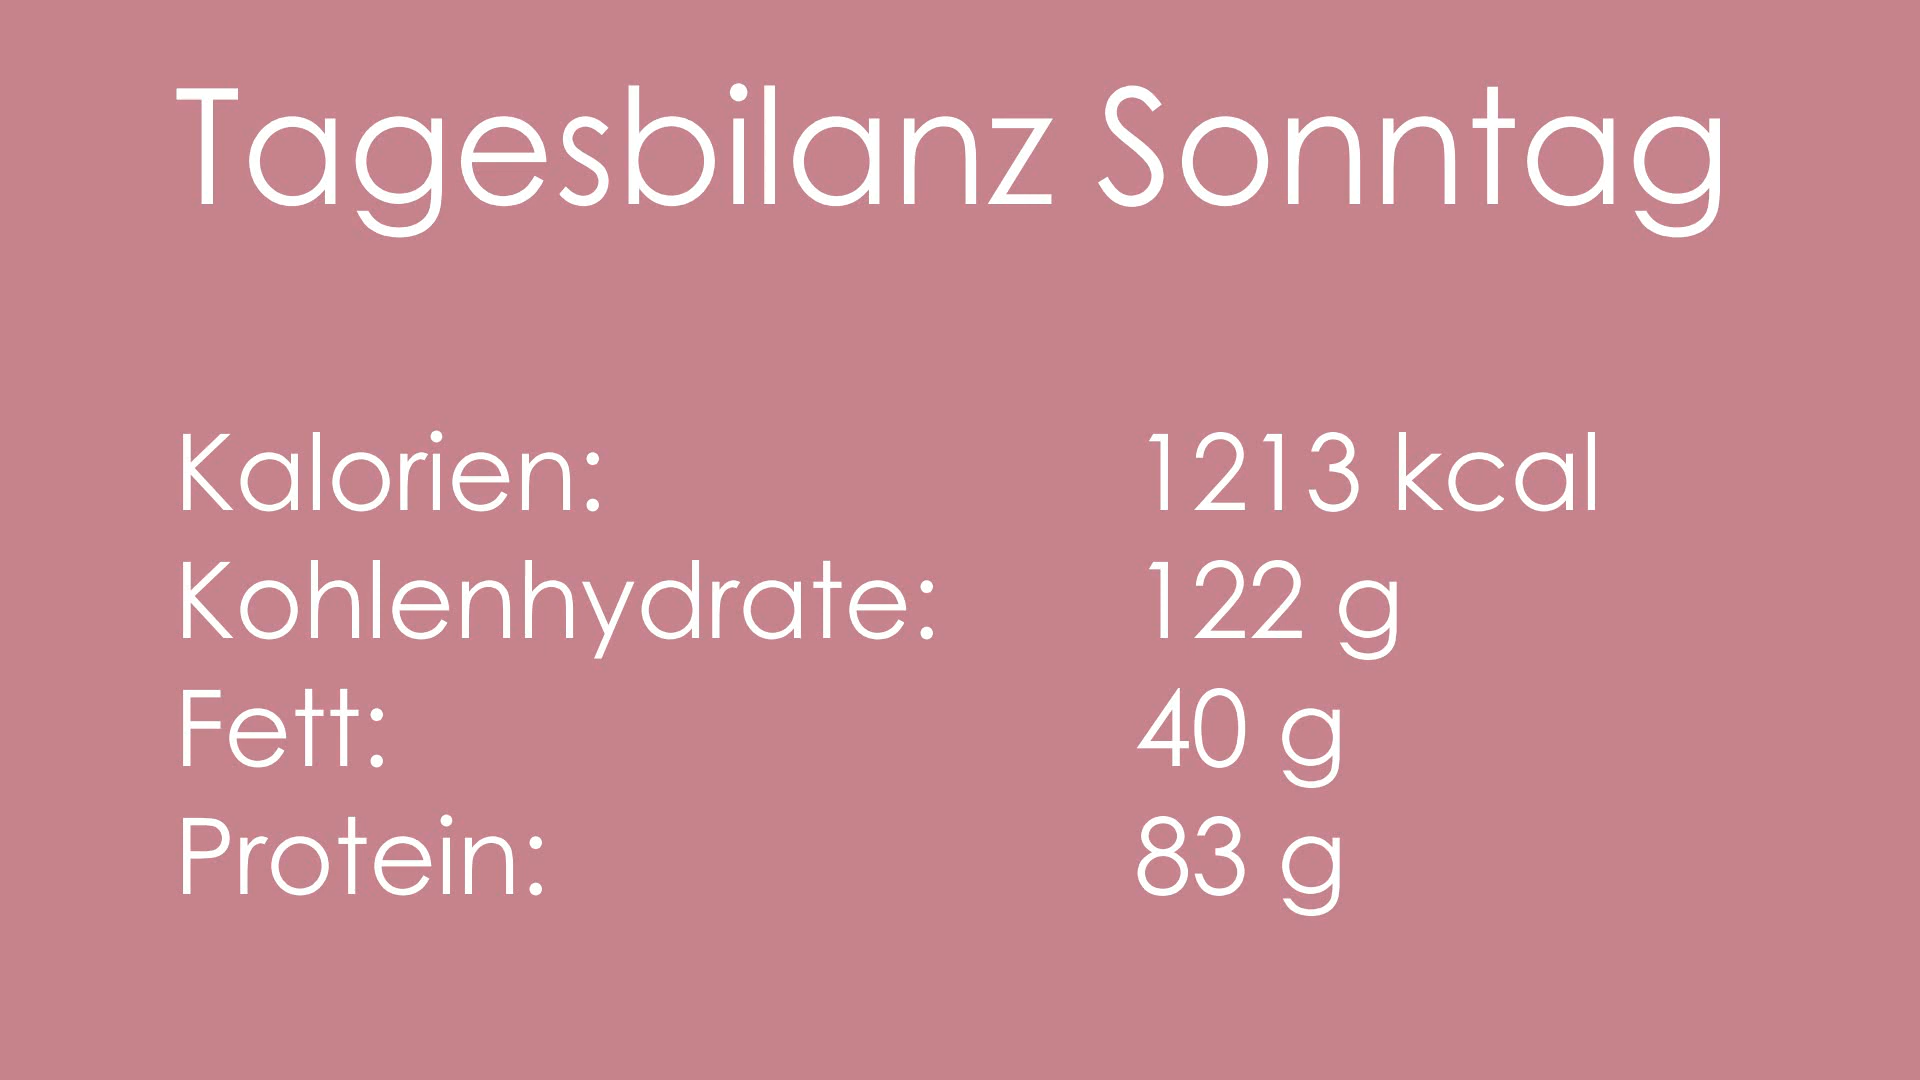 Tagesbilanz Sonntag
Kalorien: 1213 kcal
Kohlenhydrate: 122 g
Fett: 40 g
Protein: 83 g